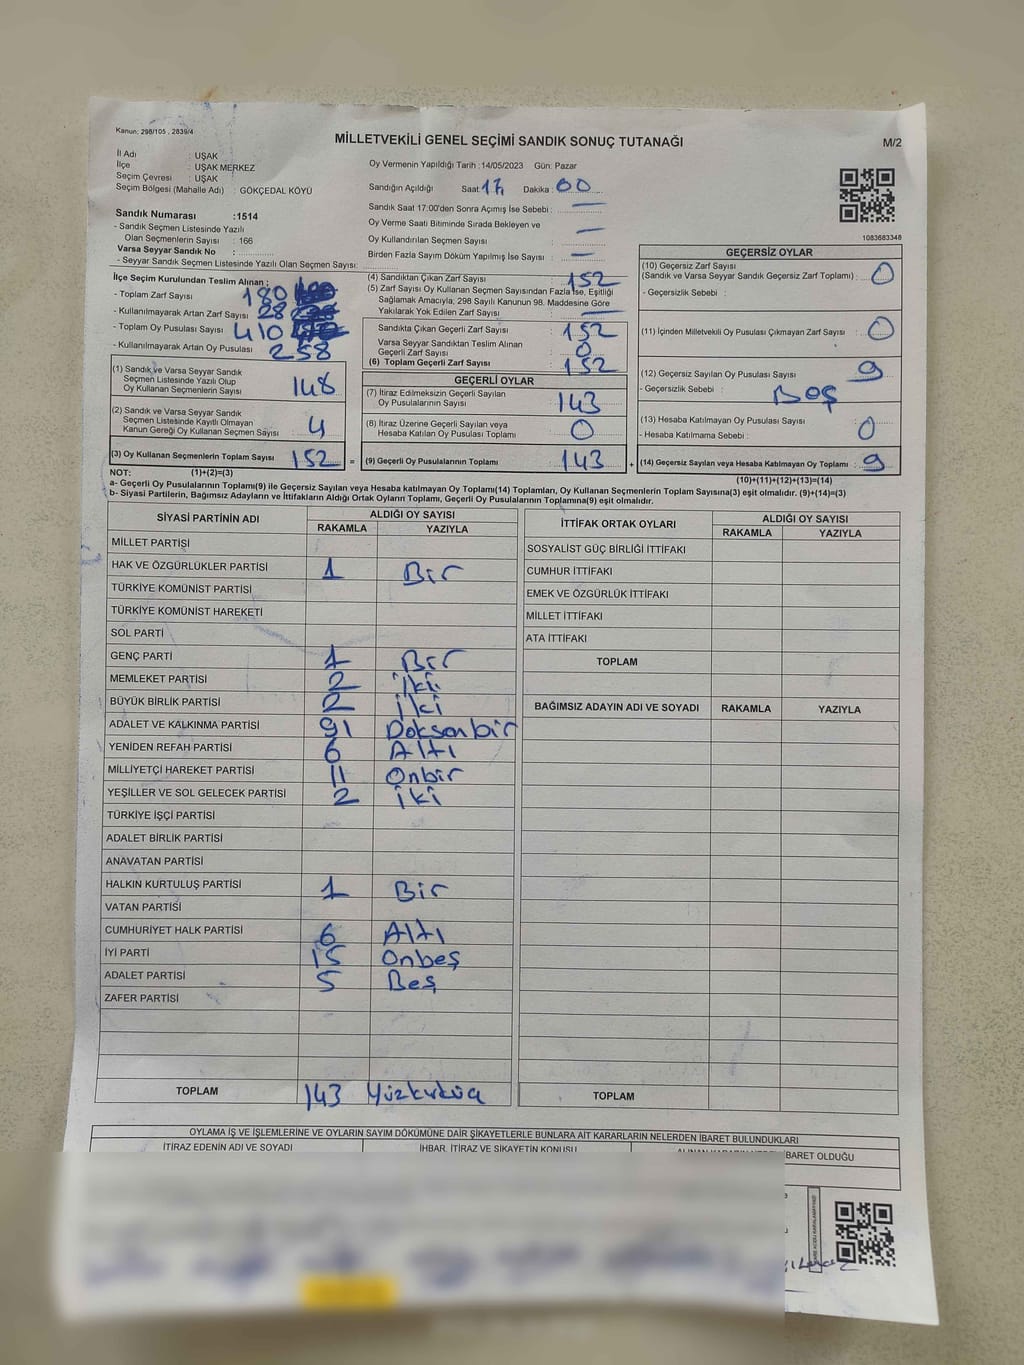 Kanun: 298/105 , 2839/4
MİLLETVEKİLİ GENEL SEÇİMİ SANDIK SONUÇ TUTANAĞI
M/2
İl Adı : UŞAK
İlçe : UŞAK MERKEZ
Seçim Çevresi : UŞAK
Seçim Bölgesi (Mahalle Adı) : GÖKÇEDAL KÖYÜ
Oy Vermenin Yapıldığı Tarih : 14/05/2023 Gün: Pazar
Sandığın Açıldığı Saat 17 Dakika : 00
Sandık Saat 17:00'den Sonra Açımış İse Sebebi :
Oy Verme Saati Bitiminde Sırada Bekleyen ve
Oy Kullandırılan Seçmen Sayısı :
Birden Fazla Sayım Döküm Yapılmış İse Sayısı : —
1083683348
Sandık Numarası : 1514
- Sandık Seçmen Listesinde Yazılı
Olan Seçmenlerin Sayısı : 166
Varsa Seyyar Sandık No :
- Seyyar Sandık Seçmen Listesinde Yazılı Olan Seçmen Sayısı:
İlçe Seçim Kurulundan Teslim Alınan ;
- Toplam Zarf Sayısı 180
- Kullanılmayarak Artan Zarf Sayısı 28
- Toplam Oy Pusulası Sayısı 410
- Kullanılmayarak Artan Oy Pusulası 258
(4) Sandıktan Çıkan Zarf Sayısı : 152
(5) Zarf Sayısı Oy Kullanan Seçmen Sayısından Fazla İse, Eşitliği
Sağlamak Amacıyla, 298 Sayılı Kanunun 98. Maddesine Göre
Yakılarak Yok Edilen Zarf Sayısı : —
Sandıkta Çıkan Geçerli Zarf Sayısı : 152
Varsa Seyyar Sandıktan Teslim Alınan
Geçerli Zarf Sayısı : 0
(6) Toplam Geçerli Zarf Sayısı : 152
GEÇERSİZ OYLAR
(10) Geçersiz Zarf Sayısı
(Sandık ve Varsa Seyyar Sandık Geçersiz Zarf Toplamı) : 0
- Geçersizlik Sebebi :
(11) İçinden Milletvekili Oy Pusulası Çıkmayan Zarf Sayısı : 0
(12) Geçersiz Sayılan Oy Pusulası Sayısı : 9
- Geçersizlik Sebebi : Boş
(13) Hesaba Katılmayan Oy Pusulası Sayısı : 0
- Hesaba Katılmama Sebebi :
(14) Geçersiz Sayılan veya Hesaba Katılmayan Oy Toplamı : 9
(10)+(11)+(12)+(13)=(14)
(1) Sandık ve Varsa Seyyar Sandık
Seçmen Listesinde Yazılı Olup
Oy Kullanan Seçmenlerin Sayısı : 148
(2) Sandık ve Varsa Seyyar Sandık
Seçmen Listesinde Kayıtlı Olmayan
Kanun Gereği Oy Kullanan Seçmen Sayısı : 4
(3) Oy Kullanan Seçmenlerin Toplam Sayısı : 152 =
GEÇERLİ OYLAR
(7) İtiraz Edilmeksizin Geçerli Sayılan
Oy Pusulalarının Sayısı : 143
(8) İtiraz Üzerine Geçerli Sayılan veya
Hesaba Katılan Oy Pusulası Toplamı : 0
(9) Geçerli Oy Pusulalarının Toplamı : 143 +
NOT: (1)+(2)=(3)
a- Geçerli Oy Pusulalarının Toplamı(9) ile Geçersiz Sayılan veya Hesaba Katılmayan Oy Toplamı(14) Toplamları, Oy Kullanan Seçmenlerin Toplam Sayısına(3) eşit olmalıdır. (9)+(14)=(3)
b- Siyasi Partilerin, Bağımsız Adayların ve İttifakların Aldığı Ortak Oyların Toplamı, Geçerli Oy Pusulalarının Toplamına(9) eşit olmalıdır.
SİYASİ PARTİNİN ADI ALDIĞI OY SAYISI
RAKAMLA YAZIYLA
MİLLET PARTİSİ
HAK VE ÖZGÜRLÜKLER PARTİSİ 1 Bir
TÜRKİYE KOMÜNİST PARTİSİ
TÜRKİYE KOMÜNİST HAREKETİ
SOL PARTİ
GENÇ PARTİ 1 Bir
MEMLEKET PARTİSİ 2 iki
BÜYÜK BİRLİK PARTİSİ 2 iki
ADALET VE KALKINMA PARTİSİ 91 Doksanbir
YENİDEN REFAH PARTİSİ 6 Altı
MİLLİYETÇİ HAREKET PARTİSİ 11 Onbir
YEŞİLLER VE SOL GELECEK PARTİSİ 2 iki
TÜRKİYE İŞÇİ PARTİSİ
ADALET BİRLİK PARTİSİ
ANAVATAN PARTİSİ
HALKIN KURTULUŞ PARTİSİ 1 Bir
VATAN PARTİSİ
CUMHURİYET HALK PARTİSİ 6 Altı
İYİ PARTİ 15 Onbeş
ADALET PARTİSİ 5 Beş
ZAFER PARTİSİ
TOPLAM 143
İTTİFAK ORTAK OYLARI ALDIĞI OY SAYISI
RAKAMLA YAZIYLA
SOSYALİST GÜÇ BİRLİĞİ İTTİFAKI
CUMHUR İTTİFAKI
EMEK VE ÖZGÜRLÜK İTTİFAKI
MİLLET İTTİFAKI
ATA İTTİFAKI
TOPLAM
BAĞIMSIZ ADAYIN ADI VE SOYADI RAKAMLA YAZIYLA
TOPLAM
OYLAMA İŞ VE İŞLEMLERİNE VE OYLARIN SAYIM DÖKÜMÜNE DAİR ŞİKAYETLERLE BUNLARA AİT KARARLARIN NELERDEN İBARET BULUNDUKLARI
İTİRAZ EDENİN ADI VE SOYADI İHBAR, İTİRAZ VE ŞİKAYETİN KONUSU İBARET OLDUĞU